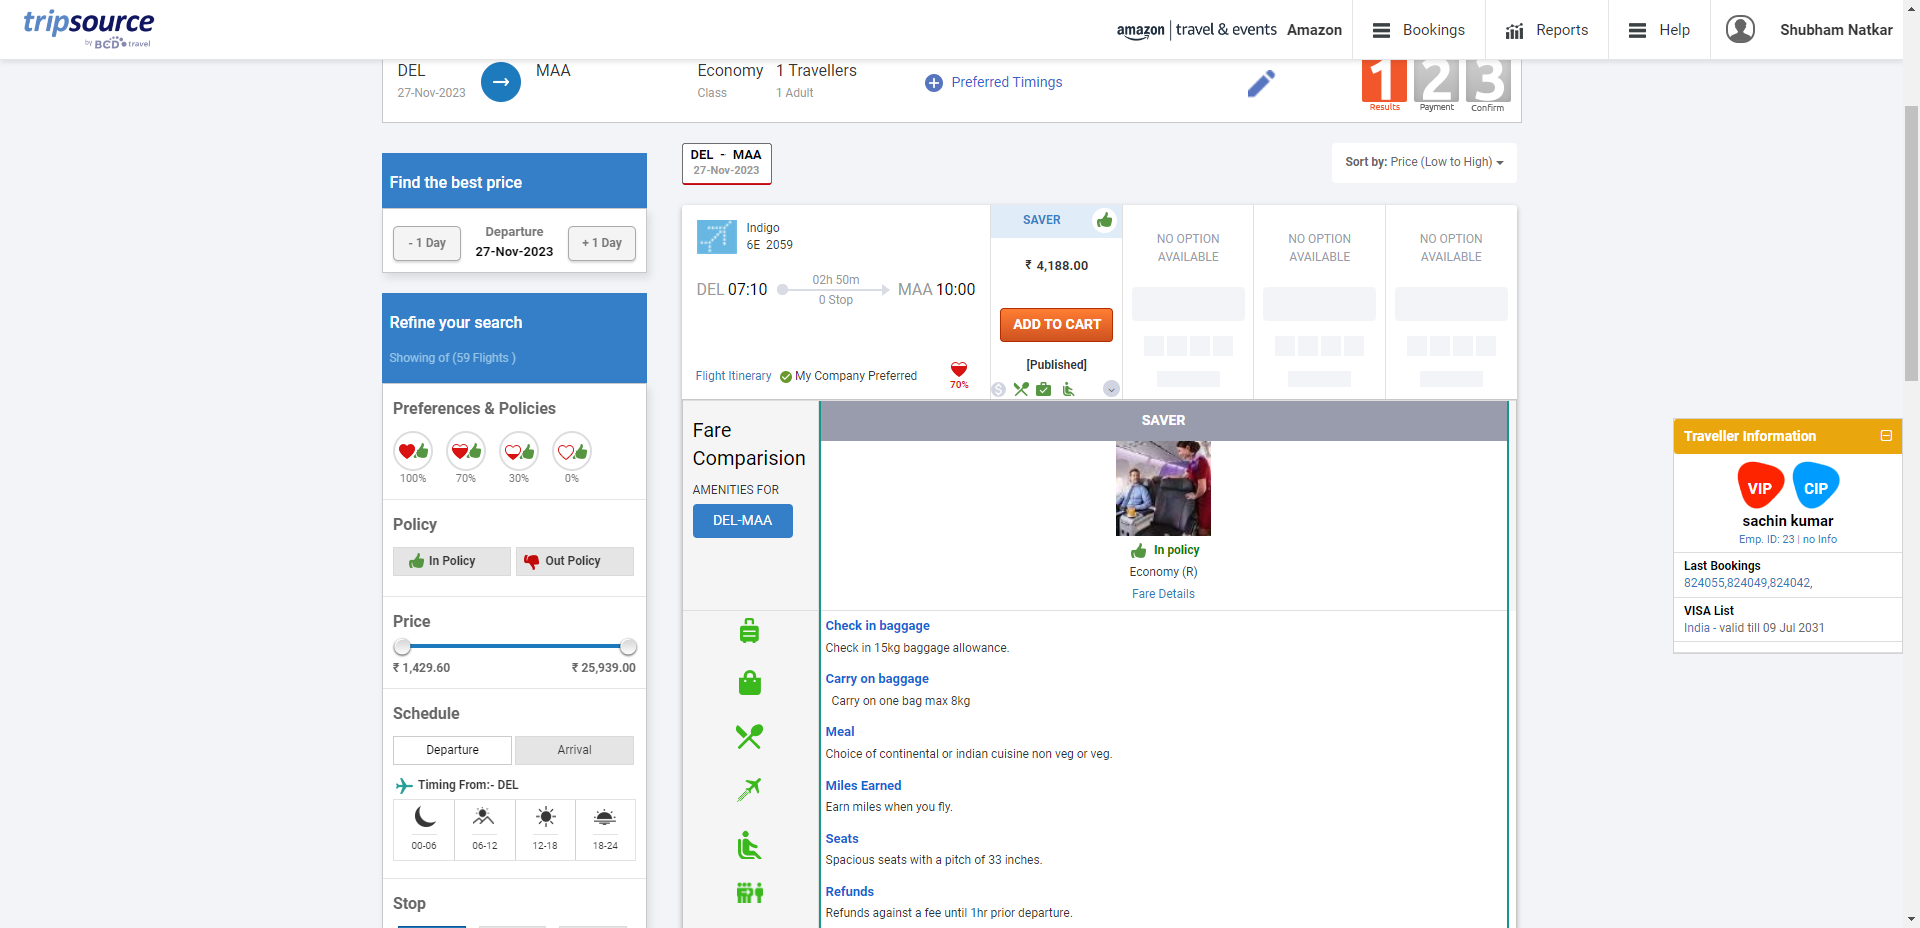 tripsource
by BCD travel
amazon | travel & events Amazon
Bookings
Reports
Help
Shubham Natkar
DEL
27-Nov-2023
MAA
Economy
Class
1 Travellers
1 Adult
Preferred Timings
1 2 3
Results Payment Confirm
Find the best price
- 1 Day
Departure
27-Nov-2023
+ 1 Day
Refine your search
Showing of (59 Flights )
Preferences & Policies
100% 70% 30% 0%
Policy
In Policy
Out Policy
Price
₹ 1,429.60 ₹ 25,939.00
Schedule
Departure Arrival
Timing From:- DEL
00-06 06-12 12-18 18-24
Stop
DEL - MAA
27-Nov-2023
Sort by: Price (Low to High)
Indigo
6E 2059
DEL 07:10
02h 50m
0 Stop
MAA 10:00
Flight Itinerary
My Company Preferred
70%
SAVER
₹ 4,188.00
ADD TO CART
[Published]
NO OPTION
AVAILABLE
NO OPTION
AVAILABLE
NO OPTION
AVAILABLE
Fare
Comparision
AMENITIES FOR
DEL-MAA
SAVER
In policy
Economy (R)
Fare Details
Check in baggage
Check in 15kg baggage allowance.
Carry on baggage
Carry on one bag max 8kg
Meal
Choice of continental or indian cuisine non veg or veg.
Miles Earned
Earn miles when you fly.
Seats
Spacious seats with a pitch of 33 inches.
Refunds
Refunds against a fee until 1hr prior departure.
Traveller Information
VIP CIP
sachin kumar
Emp. ID: 23 | no Info
Last Bookings
824055,824049,824042,
VISA List
India - valid till 09 Jul 2031